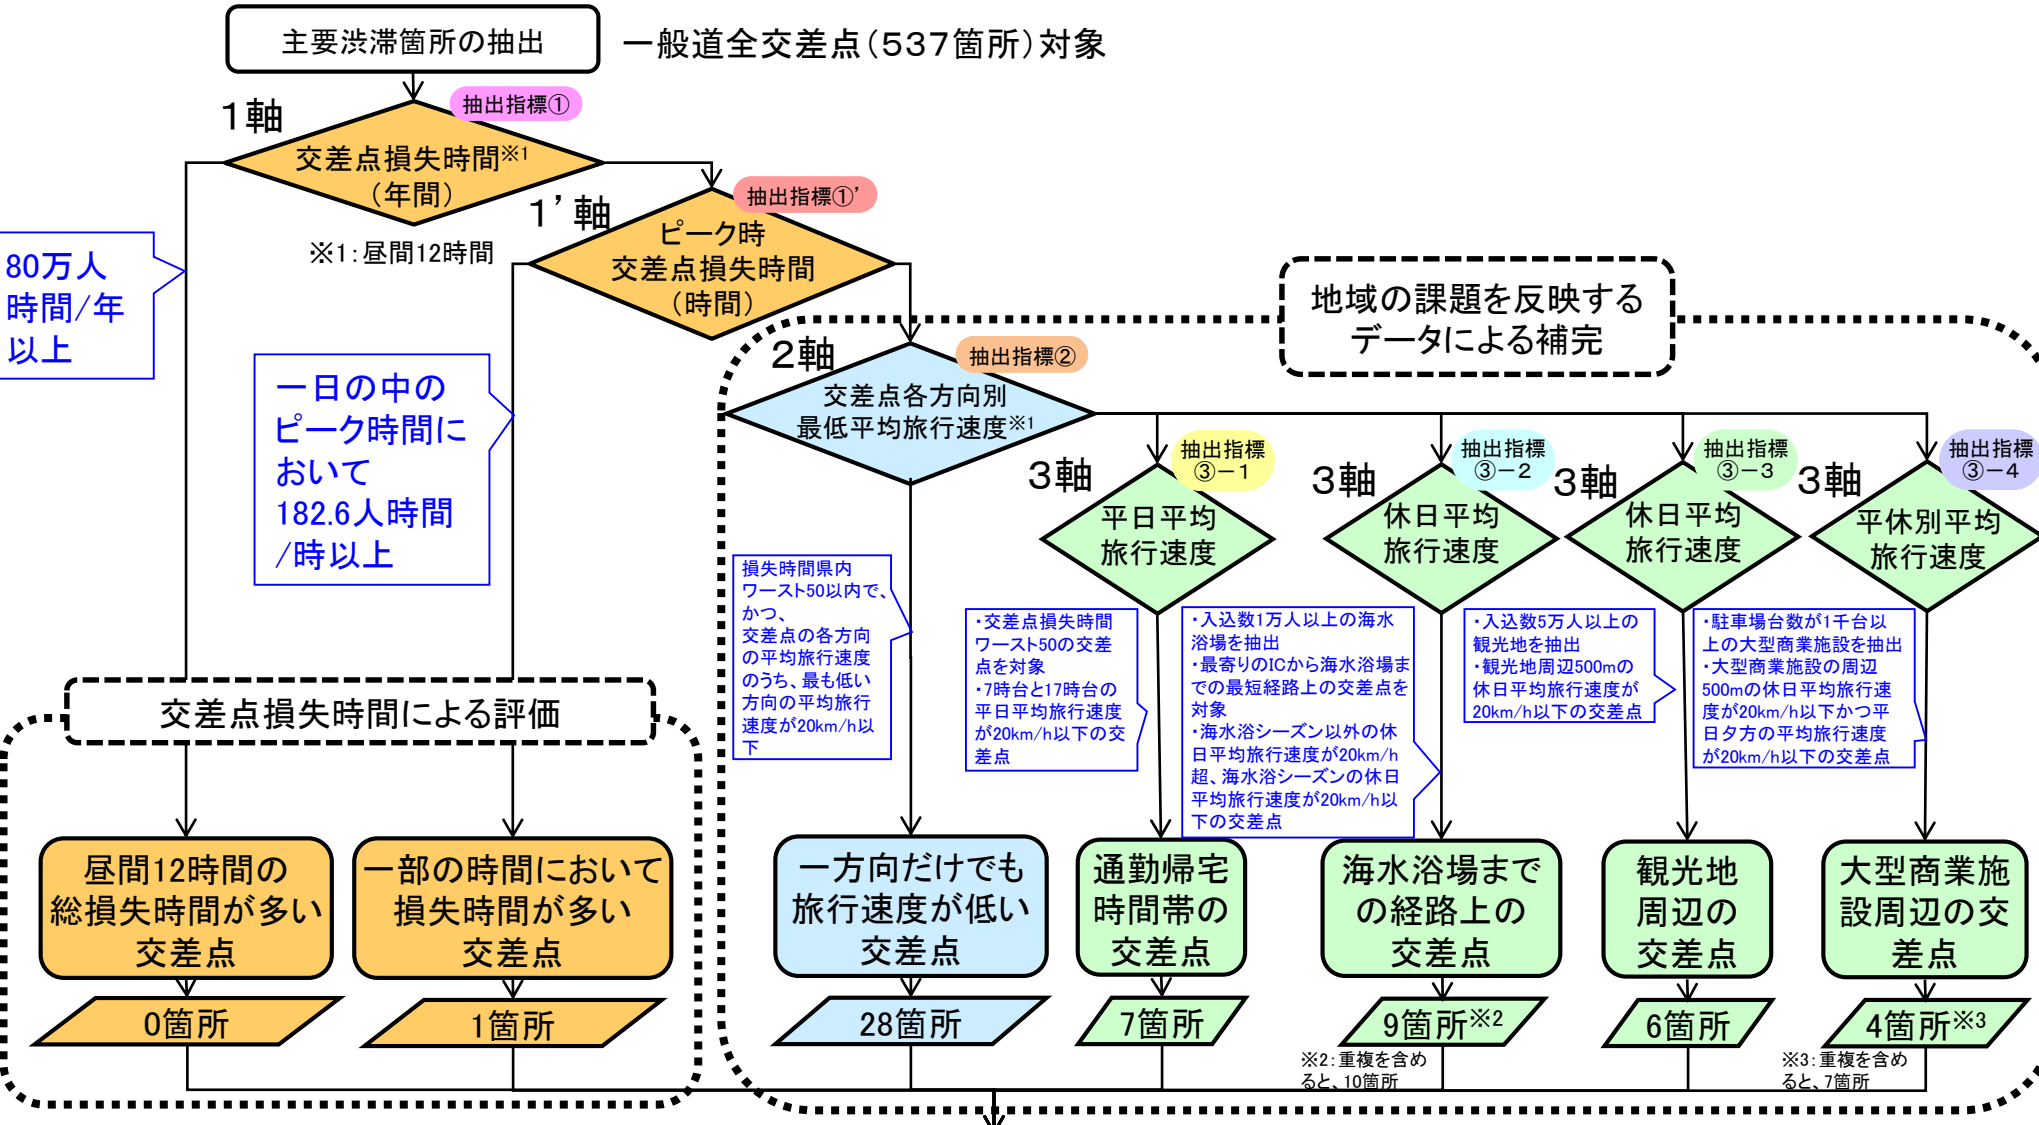 主要渋滞箇所の抽出
一般道全交差点（537箇所）対象
1軸
抽出指標①
交差点損失時間※1
（年間）
※1：昼間12時間
1’軸
抽出指標①’
ピーク時
交差点損失時間
（時間）
80万人
時間/年
以上
一日の中の
ピーク時間に
おいて
182.6人時間
/時以上
地域の課題を反映する
データによる補完
2軸
抽出指標②
交差点各方向別
最低平均旅行速度※1
3軸
抽出指標
③－1
平日平均
旅行速度
3軸
抽出指標
③－2
休日平均
旅行速度
3軸
抽出指標
③－3
休日平均
旅行速度
3軸
抽出指標
③－4
平休別平均
旅行速度
損失時間県内
ワースト50以内で、
かつ、
交差点の各方向
の平均旅行速度
のうち、最も低い
方向の平均旅行
速度が20km/h以
下
・交差点損失時間
ワースト50の交差
点を対象
・7時台と17時台の
平日平均旅行速度
が20km/h以下の交
差点
・入込数1万人以上の海水
浴場を抽出
・最寄りのICから海水浴場ま
での最短経路上の交差点を
対象
・海水浴シーズン以外の休
日平均旅行速度が20km/h
超、海水浴シーズンの休日
平均旅行速度が20km/h以
下の交差点
・入込数5万人以上の
観光地を抽出
・観光地周辺500mの
休日平均旅行速度が
20km/h以下の交差点
・駐車場台数が1千台以
上の大型商業施設を抽出
・大型商業施設の周辺
500mの休日平均旅行速
度が20km/h以下かつ平
日夕方の平均旅行速度
が20km/h以下の交差点
交差点損失時間による評価
昼間12時間の
総損失時間が多い
交差点
0箇所
一部の時間において
損失時間が多い
交差点
1箇所
一方向だけでも
旅行速度が低い
交差点
28箇所
通勤帰宅
時間帯の
交差点
7箇所
海水浴場まで
の経路上の
交差点
9箇所※2
※2：重複を含め
ると、10箇所
観光地
周辺の
交差点
6箇所
大型商業施
設周辺の交
差点
4箇所※3
※3：重複を含め
ると、7箇所